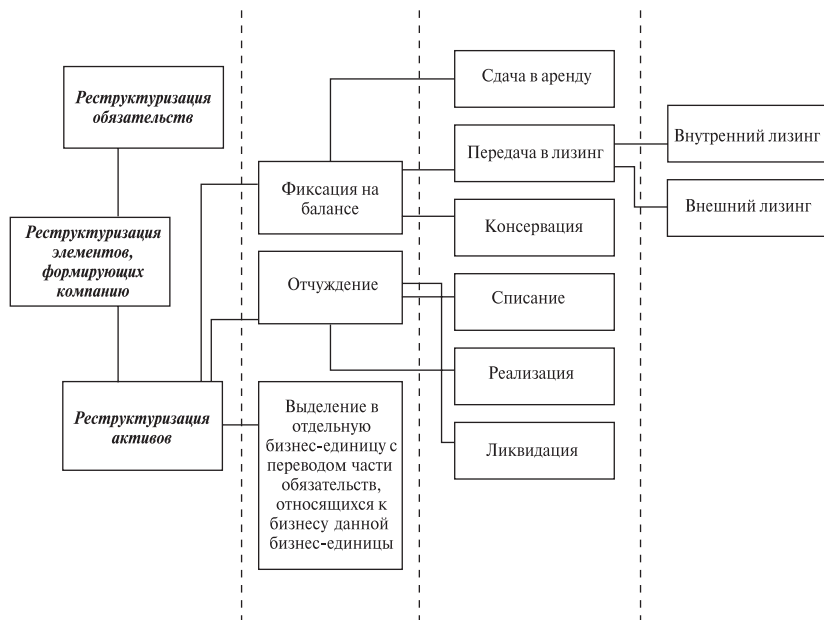 Реструктуризация
обязательств
Реструктуризация
элементов,
формирующих
компанию
Реструктуризация
активов
Фиксация на
балансе
Отчуждение
Выделение в
отдельную
бизнес-единицу с
переводом части
обязательств,
относящихся к
бизнесу данной
бизнес-единицы
Сдача в аренду
Передача в лизинг
Консервация
Списание
Реализация
Ликвидация
Внутренний лизинг
Внешний лизинг